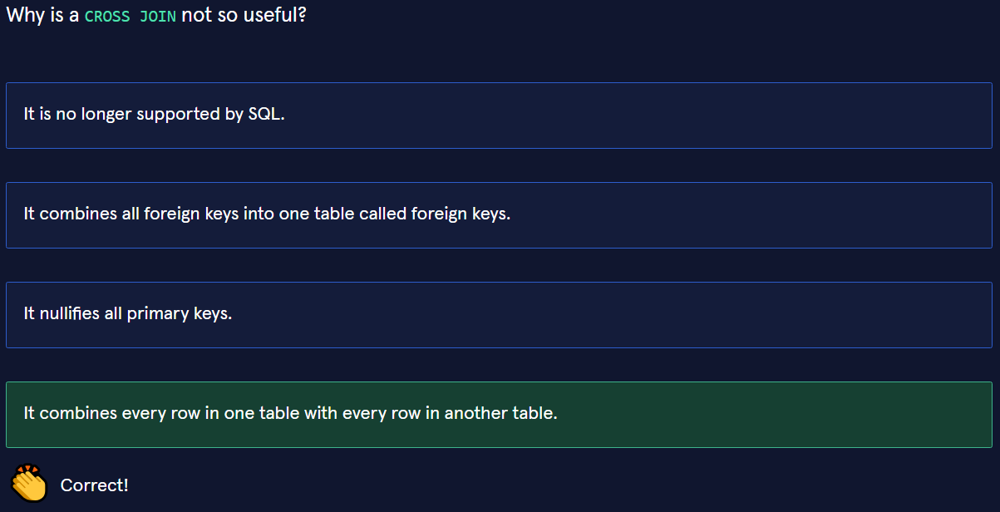 Why is a CROSS JOIN not so useful?
It is no longer supported by SQL.
It combines all foreign keys into one table called foreign keys.
It nullifies all primary keys.
It combines every row in one table with every row in another table.
Correct!